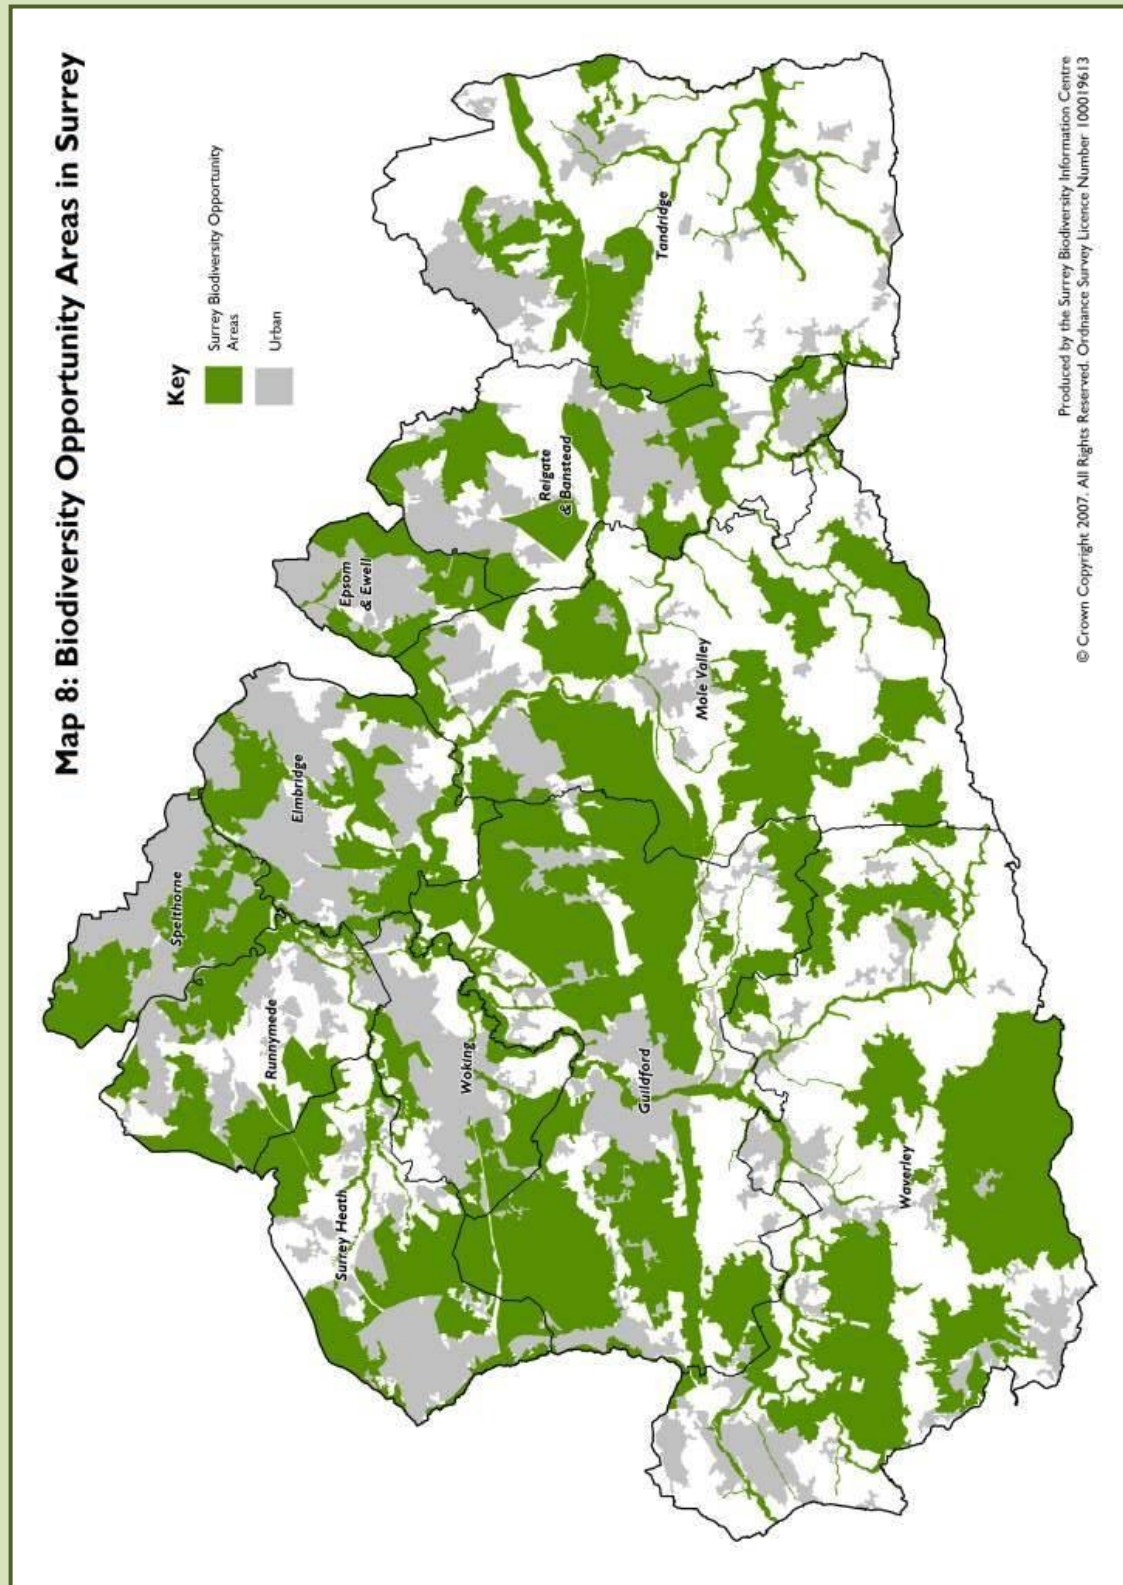 Map 8: Biodiversity Opportunity Areas in Surrey
Key
Surrey Biodiversity Opportunity
Areas
Urban
Spelthorne
Runnymede
Elmbridge
Epsom
& Ewell
Surrey Heath
Woking
Reigate
& Banstead
Tandridge
Guildford
Mole Valley
Waverley
Produced by the Surrey Biodiversity Information Centre
© Crown Copyright 2007. All Rights Reserved. Ordnance Survey Licence Number 100019613